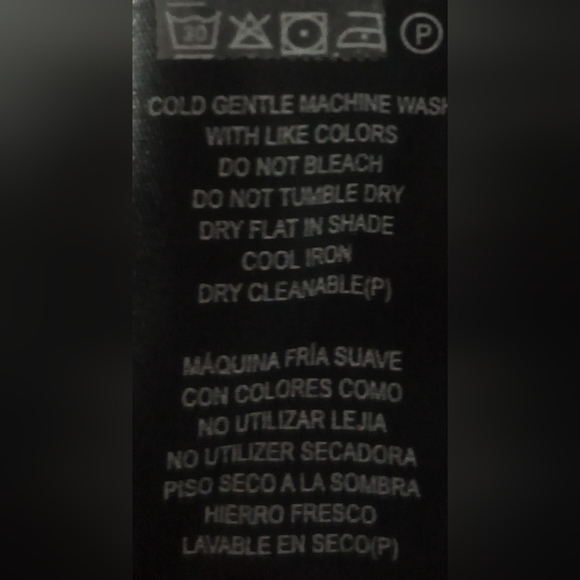 30 P
COLD GENTLE MACHINE WASH
WITH LIKE COLORS
DO NOT BLEACH
DO NOT TUMBLE DRY
DRY FLAT IN SHADE
COOL IRON
DRY CLEANABLE(P)
MÁQUINA FRÍA SUAVE
CON COLORES COMO
NO UTILIZAR LEJIA
NO UTILIZER SECADORA
PISO SECO A LA SOMBRA
HIERRO FRESCO
LAVABLE EN SECO(P)